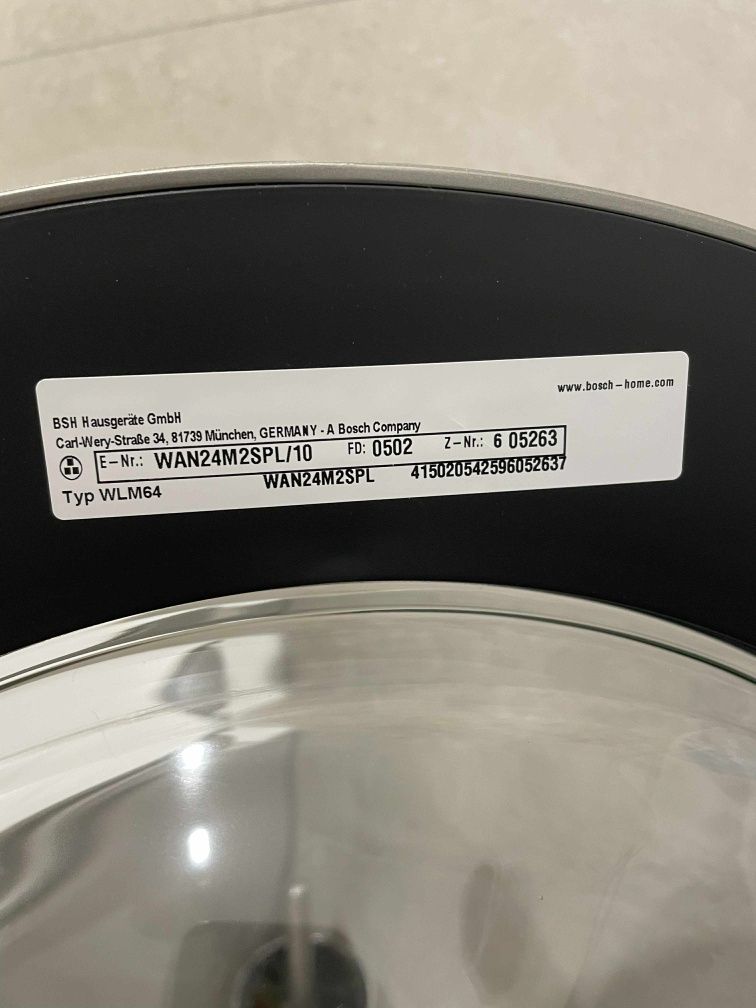 www.bosch-home.com
BSH Hausgeräte GmbH
Carl-Wery-Straße 34, 81739 München, GERMANY - A Bosch Company
E-Nr.: WAN24M2SPL/10 FD: 0502 Z-Nr.: 6 05263
Typ WLM64 WAN24M2SPL 415020542596052637